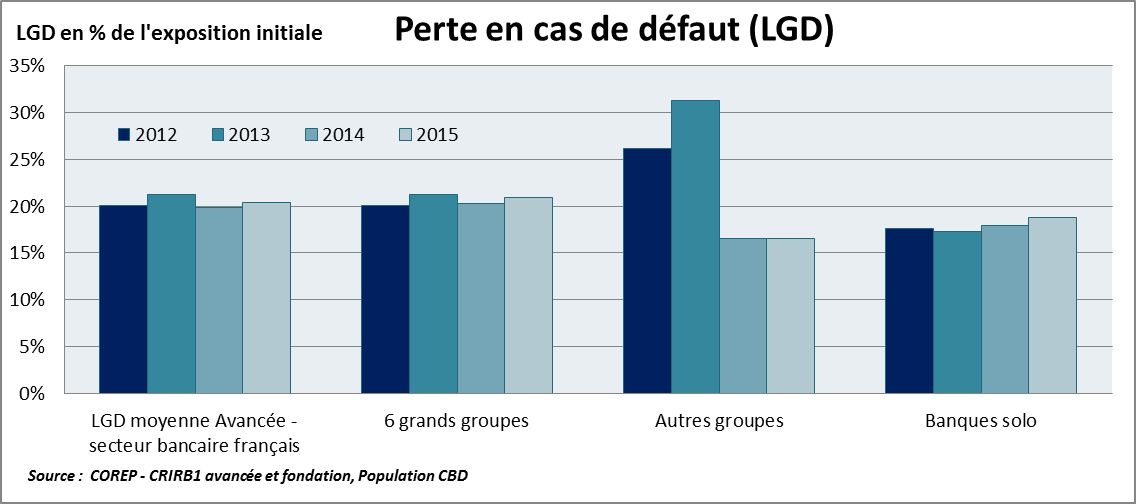 LGD en % de l'exposition initiale
Perte en cas de défaut (LGD)
35%
30%
25%
20%
15%
10%
5%
0%
2012 2013 2014 2015
LGD moyenne Avancée -
secteur bancaire français
6 grands groupes
Autres groupes
Banques solo
Source : COREP - CRIRB1 avancée et fondation, Population CBD